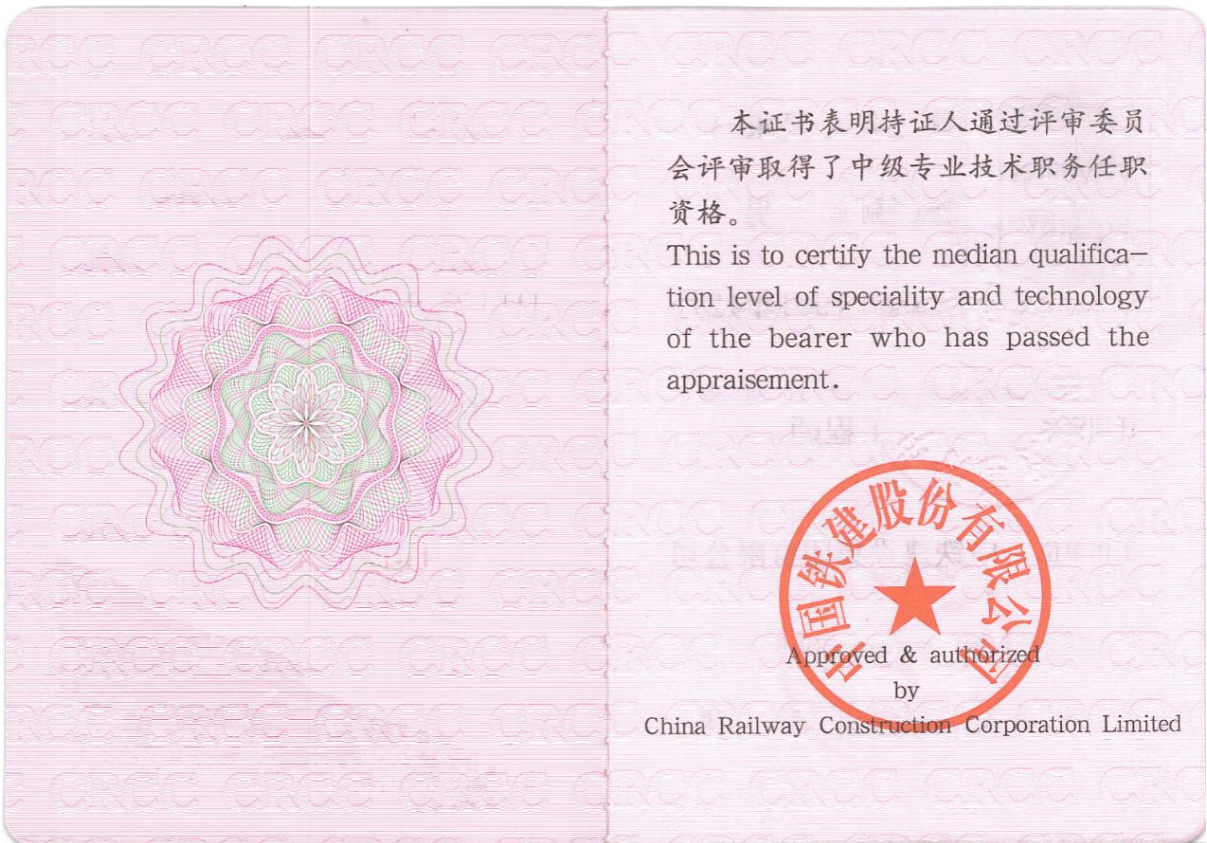 本证书表明持证人通过评审委员
会评审取得了中级专业技术职务任职
资格。
This is to certify the median qualifica—
tion level of speciality and technology
of the bearer who has passed the
appraisement.
中国铁建股份有限公司
Approved & authorized
by
China Railway Construction Corporation Limited
CRCC